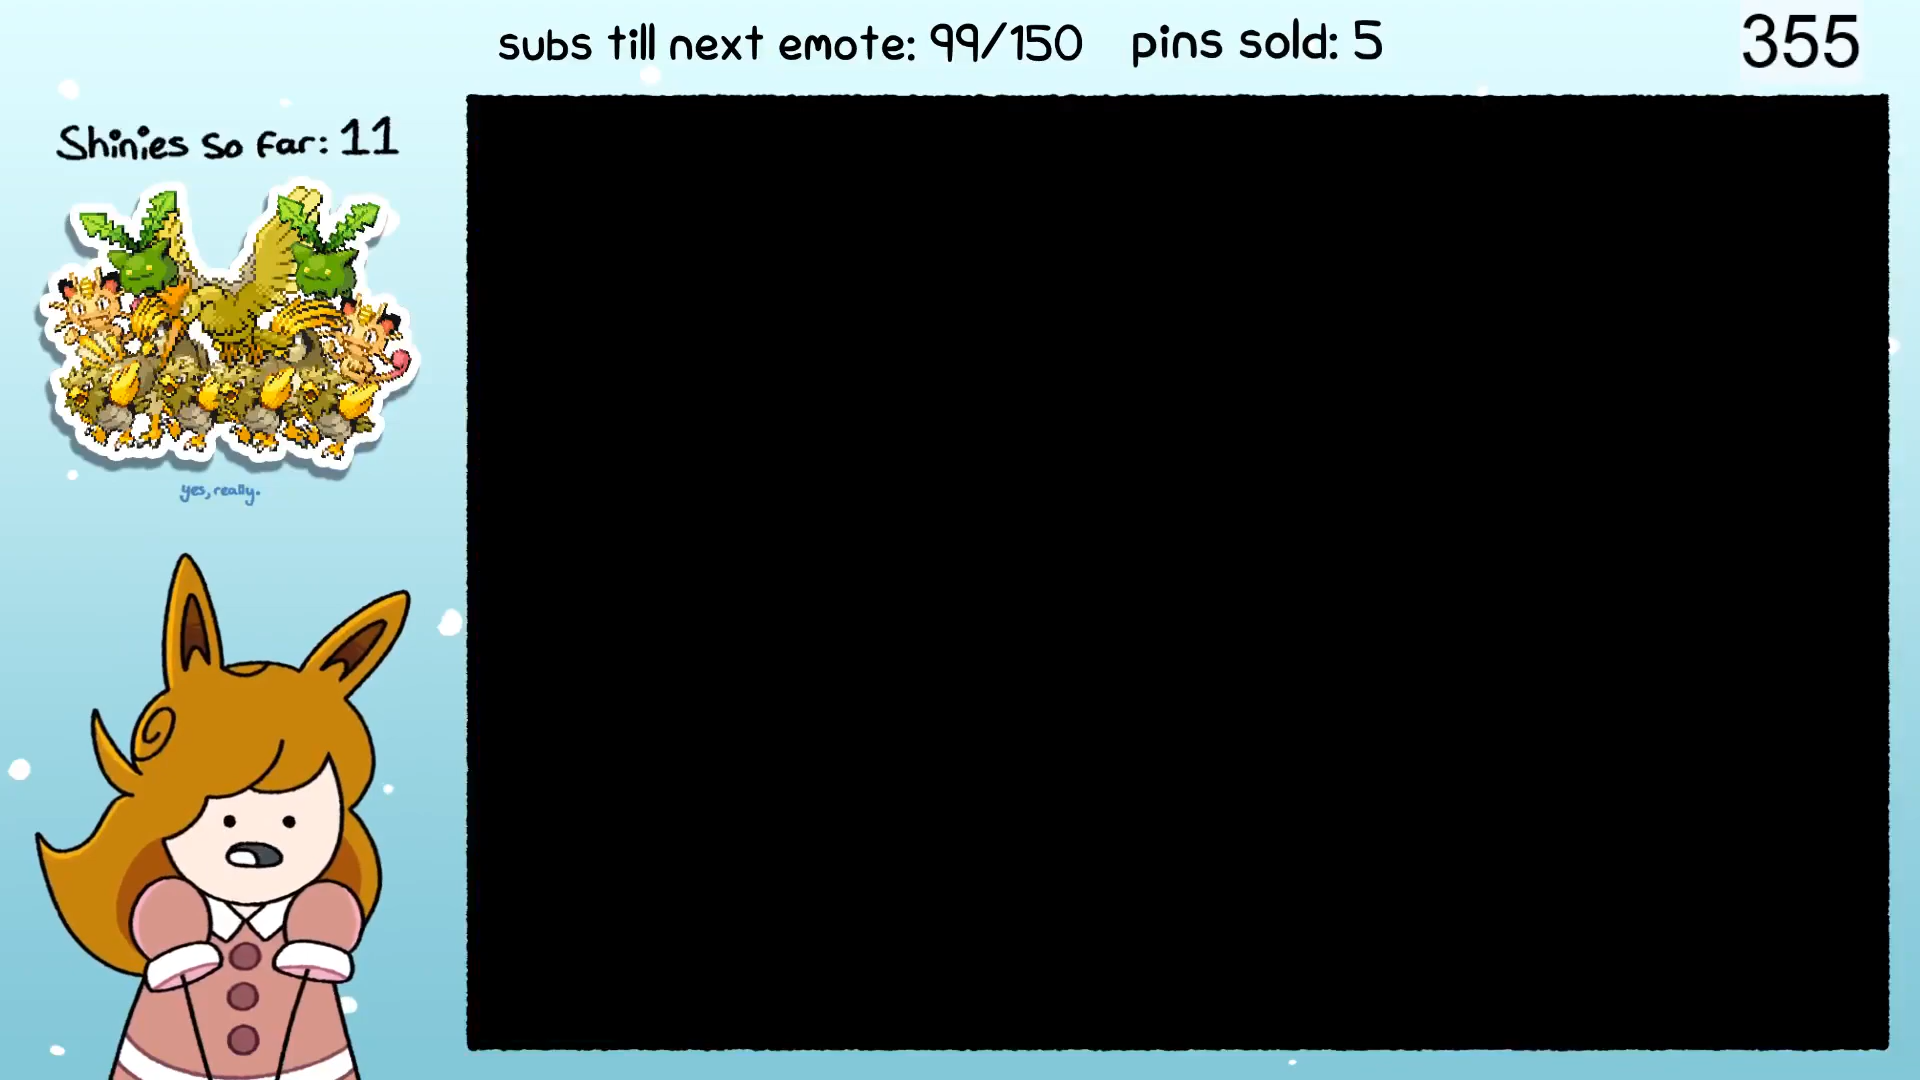 subs till next emote: 99/150 pins sold: 5
355
Shinies So Far: 11
yes, really.